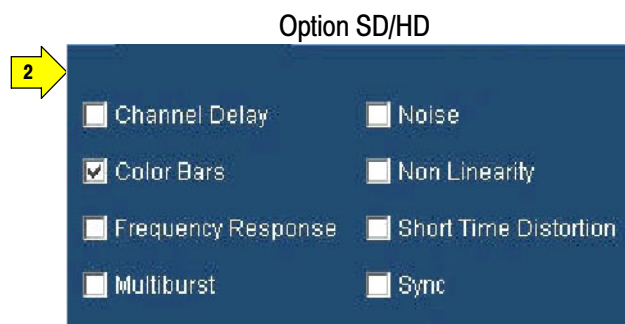 Option SD/HD
2
Channel Delay
Noise
Color Bars
Non Linearity
Frequency Response
Short Time Distortion
Multiburst
Sync